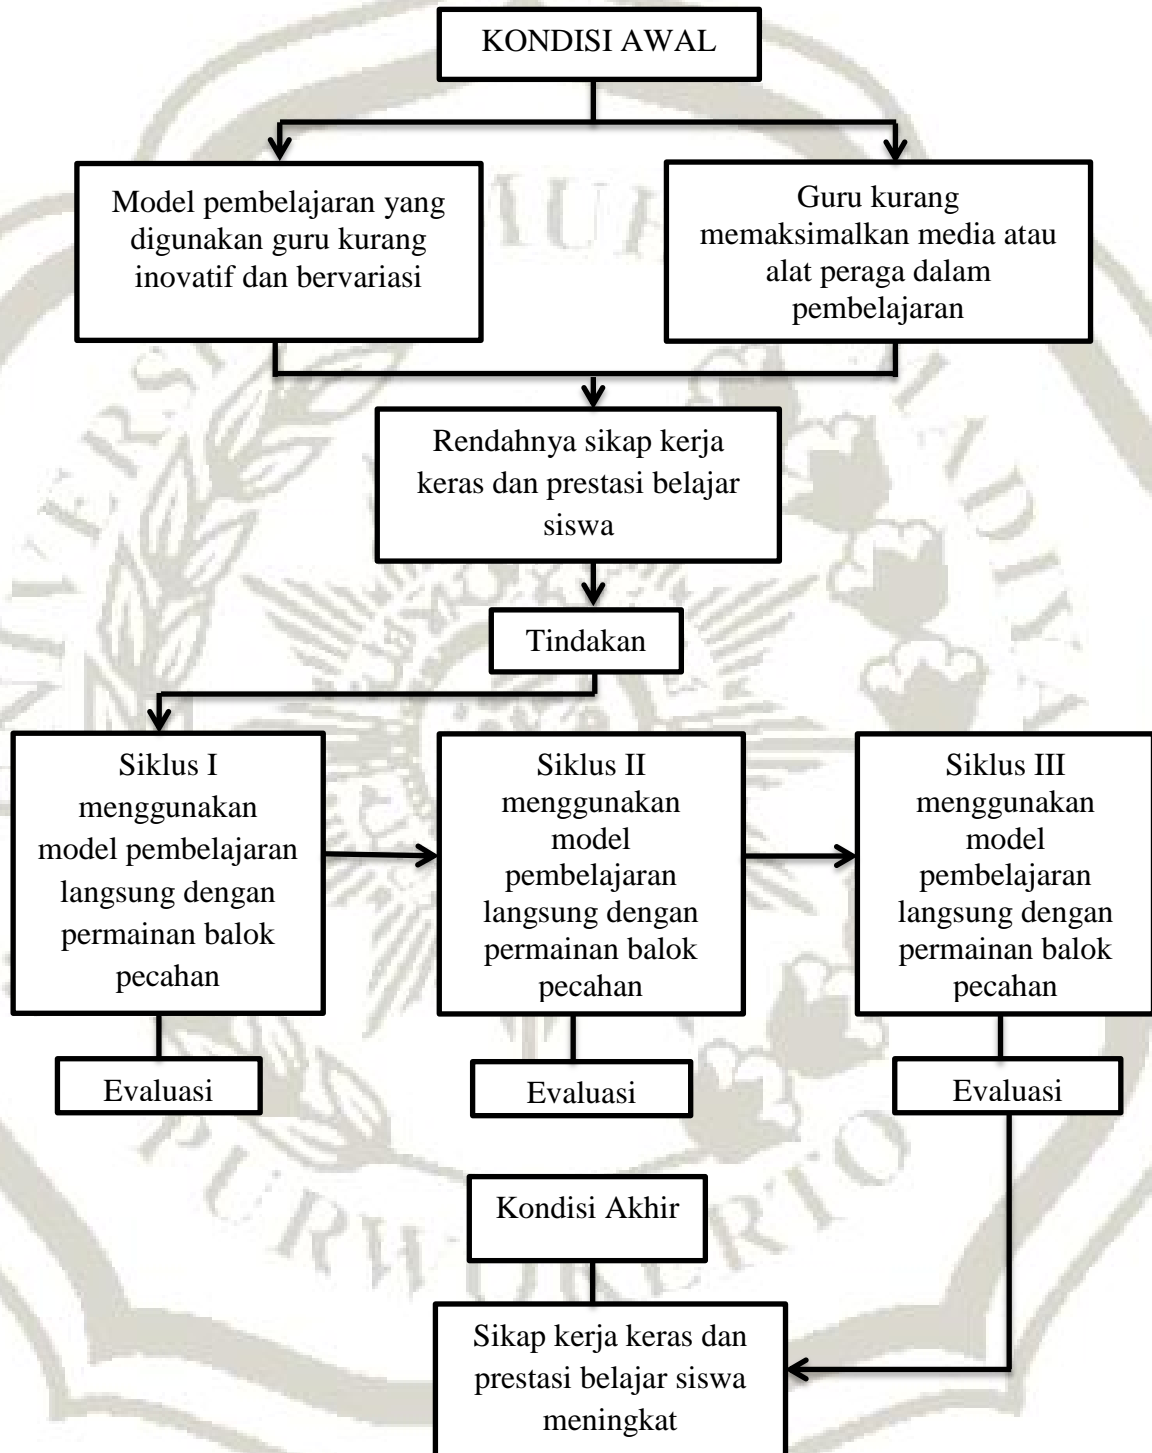 KONDISI AWAL
Model pembelajaran yang
digunakan guru kurang
inovatif dan bervariasi
Guru kurang
memaksimalkan media atau
alat peraga dalam
pembelajaran
Rendahnya sikap kerja
keras dan prestasi belajar
siswa
Tindakan
Siklus I
menggunakan
model pembelajaran
langsung dengan
permainan balok
pecahan
Siklus II
menggunakan
model
pembelajaran
langsung dengan
permainan balok
pecahan
Siklus III
menggunakan
model
pembelajaran
langsung dengan
permainan balok
pecahan
Evaluasi
Evaluasi
Evaluasi
Kondisi Akhir
Sikap kerja keras dan
prestasi belajar siswa
meningkat
PURWOKERTO